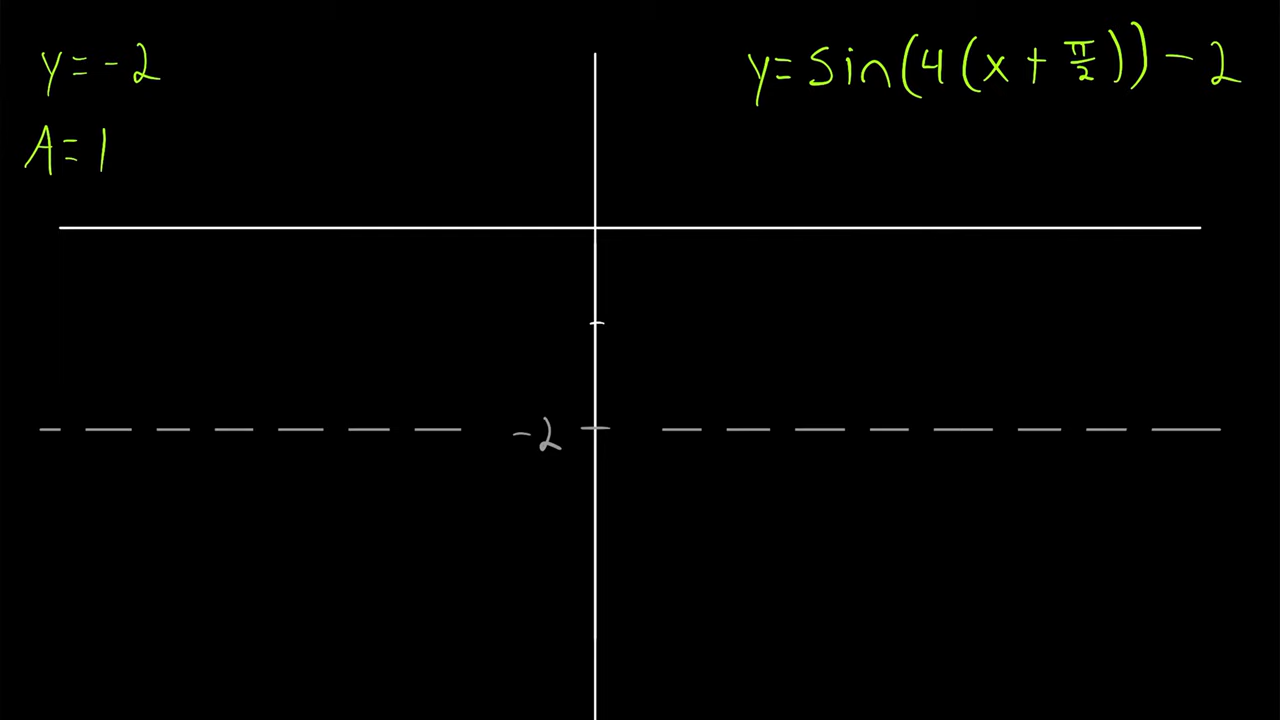 y = -2
y = sin(4(x + π/2)) - 2
A = 1
-2